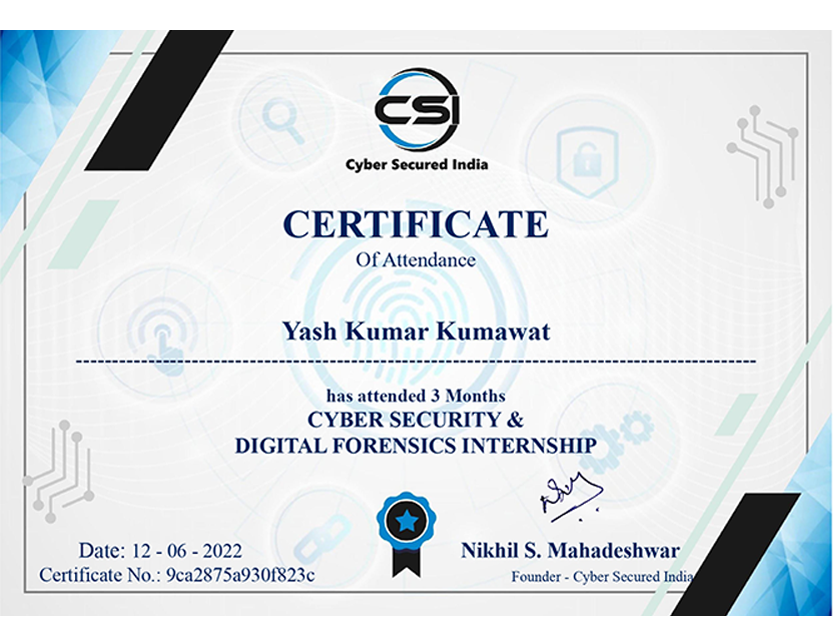 CSI
Cyber Secured India
CERTIFICATE
Of Attendance
Yash Kumar Kumawat
has attended 3 Months
CYBER SECURITY &
DIGITAL FORENSICS INTERNSHIP
Date: 12 - 06 - 2022
Certificate No.: 9ca2875a930f823c
Nikhil S. Mahadeshwar
Founder - Cyber Secured India